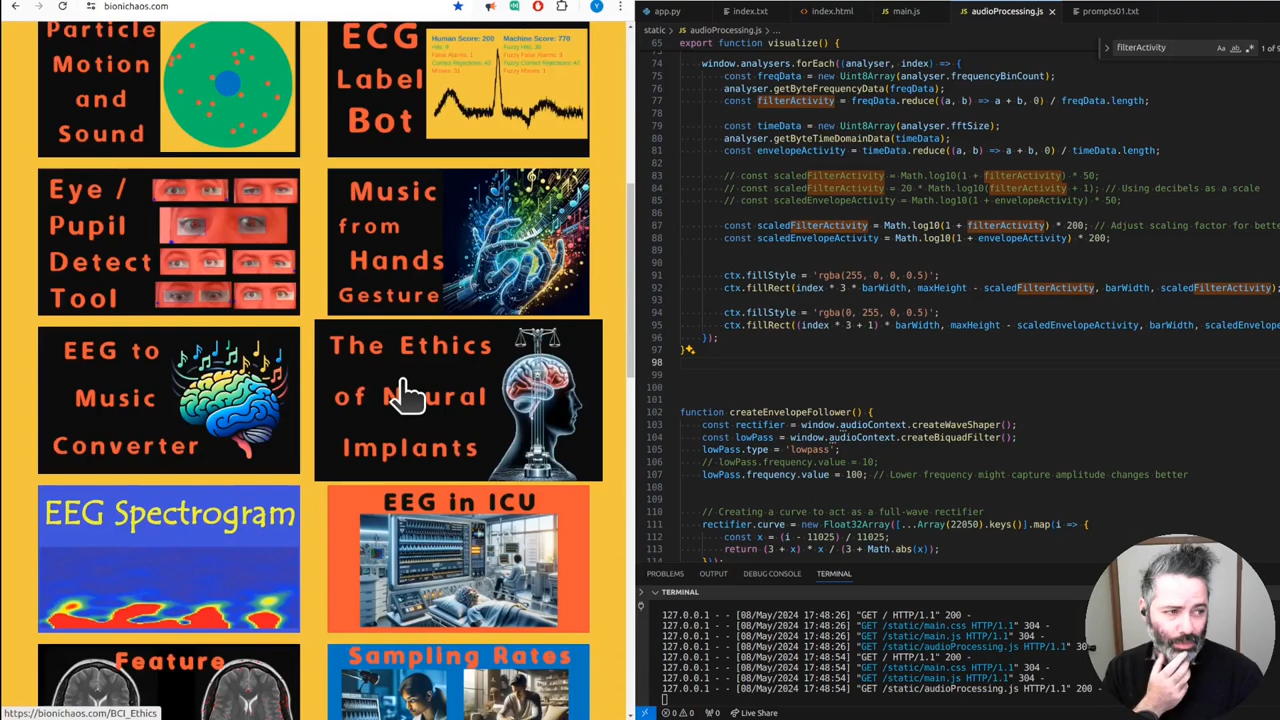 bionichaos.com
Particle
Motion
and
Sound
ECG
Label
Bot
Human Score: 200
Machine Score: 770
Eye /
Pupil
Detect
Tool
Music
from
Hands
Gesture
EEG to
Music
Converter
The Ethics
of Neural
Implants
EEG Spectrogram
EEG in ICU
Feature
Sampling Rates
https://bionichaos.com/BCI_Ethics
app.py
index.txt
index.html
main.js
audioProcessing.js
prompts01.txt
static > audioProcessing.js > ...
filterActivity
1 of 9
65 export function visualize() {
74 window.analysers.forEach((analyser, index) => {
75 const freqData = new Uint8Array(analyser.frequencyBinCount);
76 analyser.getByteFrequencyData(freqData);
77 const filterActivity = freqData.reduce((a, b) => a + b, 0) / freqData.length;
78
79 const timeData = new Uint8Array(analyser.fftSize);
80 analyser.getByteTimeDomainData(timeData);
81 const envelopeActivity = timeData.reduce((a, b) => a + b, 0) / timeData.length;
82
83 // const scaledFilterActivity = Math.log10(1 + filterActivity) * 50;
84 // const scaledFilterActivity = 20 * Math.log10(filterActivity + 1); // Using decibels as a scale
85 // const scaledEnvelopeActivity = Math.log10(1 + envelopeActivity) * 50;
86
87 const scaledFilterActivity = Math.log10(1 + filterActivity) * 200; // Adjust scaling factor for bette
88 const scaledEnvelopeActivity = Math.log10(1 + envelopeActivity) * 200;
91 ctx.fillStyle = 'rgba(255, 0, 0, 0.5)';
92 ctx.fillRect(index * 3 * barWidth, maxHeight - scaledFilterActivity, barWidth, scaledFilterActivity);
93
94 ctx.fillStyle = 'rgba(0, 255, 0, 0.5)';
95 ctx.fillRect((index * 3 + 1) * barWidth, maxHeight - scaledEnvelopeActivity, barWidth, scaledEnvelope
96 });
97 }
98
99
100
101
102 function createEnvelopeFollower() {
103 const rectifier = window.audioContext.createWaveShaper();
104 const lowPass = window.audioContext.createBiquadFilter();
105 lowPass.type = 'lowpass';
106 // lowPass.frequency.value = 10;
107 lowPass.frequency.value = 100; // Lower frequency might capture amplitude changes better
108
109
110 // Creating a curve to act as a full-wave rectifier
111 rectifier.curve = new Float32Array([...Array(22050).keys()].map(i => {
112 const x = (i - 11025) / 11025;
113 return (3 + x) * x / (3 + Math.abs(x));
PROBLEMS OUTPUT DEBUG CONSOLE TERMINAL
TERMINAL
127.0.0.1 - - [08/May/2024 17:48:26] "GET / HTTP/1.1" 200 -
127.0.0.1 - - [08/May/2024 17:48:26] "GET /static/main.css HTTP/1.1" 304 -
127.0.0.1 - - [08/May/2024 17:48:26] "GET /static/main.js HTTP/1.1" 304 -
127.0.0.1 - - [08/May/2024 17:48:26] "GET /static/audioProcessing.js HTTP/1.1" 30
127.0.0.1 - - [08/May/2024 17:48:54] "GET / HTTP/1.1" 200 -
127.0.0.1 - - [08/May/2024 17:48:54] "GET /static/main.css HTTP/1.1" 304 -
127.0.0.1 - - [08/May/2024 17:48:54] "GET /static/main.js HTTP/1.1" 304 -
127.0.0.1 - - [08/May/2024 17:48:54] "GET /static/audioProcessing.js HTTP/1.1" 200 -
0 0 0 Live Share